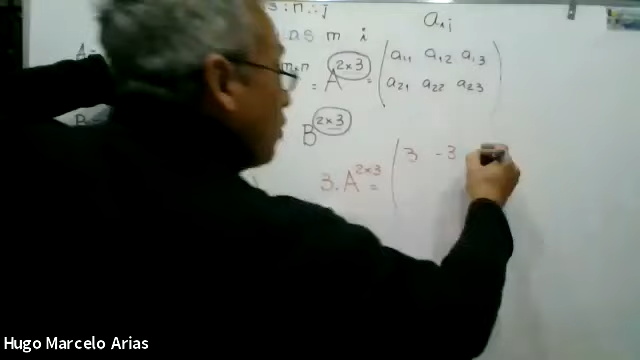 s: n ∴ j
as m i
a₁ⱼ
m×n
= A^(2×3) = ( a₁₁ a₁₂ a₁₃
a₂₁ a₂₂ a₂₃ )
B^(2×3)
3.A^(2×3) = ( 3 -3
Hugo Marcelo Arias